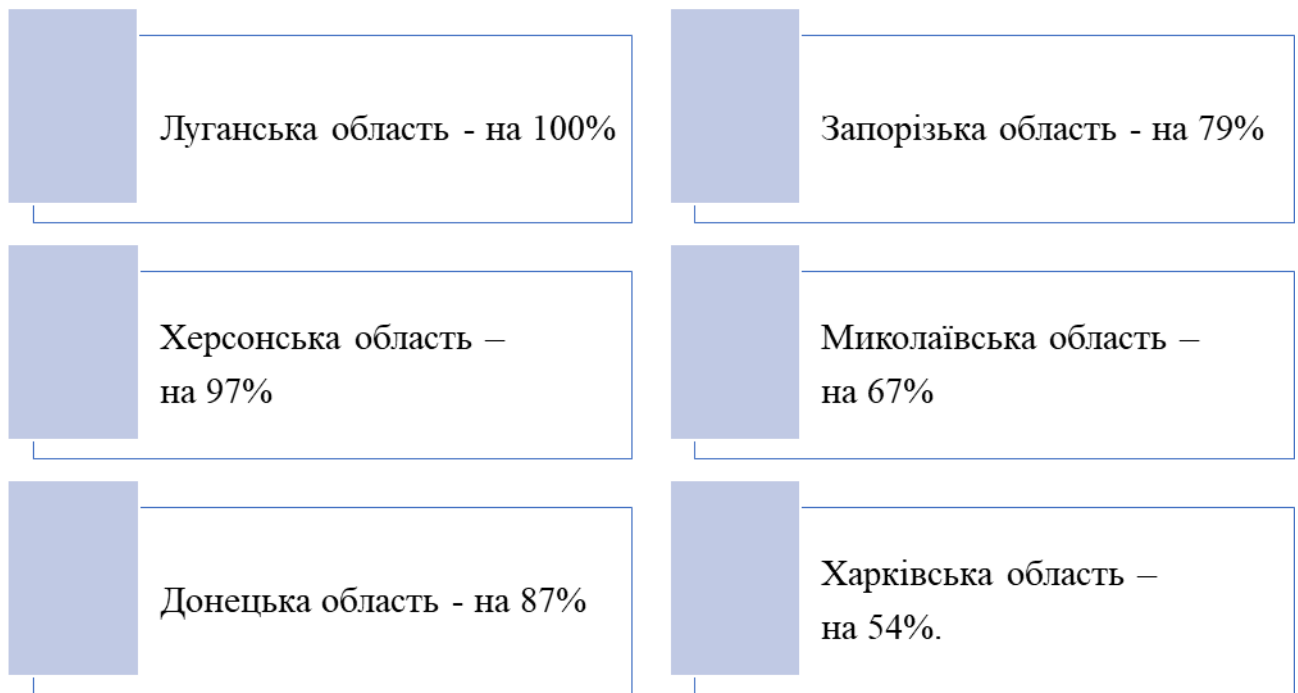 Луганська область - на 100%
Запорізька область - на 79%
Херсонська область –
на 97%
Миколаївська область –
на 67%
Донецька область - на 87%
Харківська область –
на 54%.